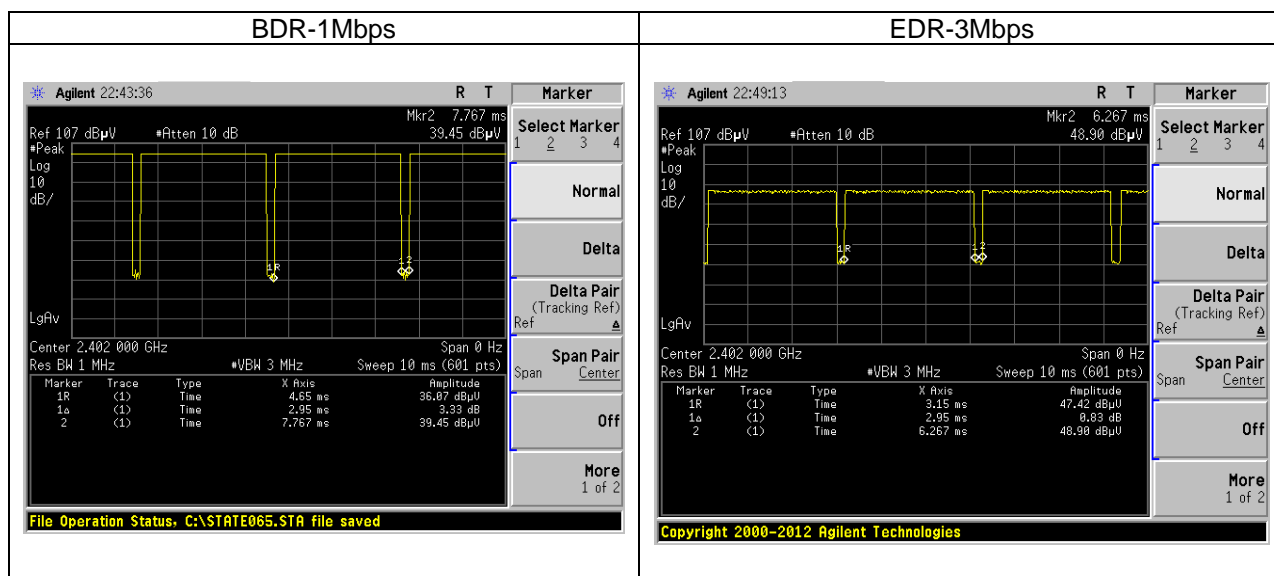 BDR-1Mbps
Agilent 22:43:36 R T
Mkr2 7.767 ms
Ref 107 dBµV #Atten 10 dB 39.45 dBµV
#Peak
Log
10
dB/
1R
1 2
LgAv
Center 2.402 000 GHz Span 0 Hz
Res BW 1 MHz #VBW 3 MHz Sweep 10 ms (601 pts)
Marker Trace Type X Axis Amplitude
1R (1) Time 4.65 ms 36.07 dBµV
1Δ (1) Time 2.95 ms 3.33 dB
2 (1) Time 7.767 ms 39.45 dBµV
File Operation Status, C:\STATE065.STA file saved
Marker
Select Marker
1 2 3 4
Normal
Delta
Delta Pair
(Tracking Ref)
Ref Δ
Span Pair
Span Center
Off
More
1 of 2
EDR-3Mbps
Agilent 22:49:13 R T
Mkr2 6.267 ms
Ref 107 dBµV #Atten 10 dB 48.90 dBµV
#Peak
Log
10
dB/
1R
1 2
LgAv
Center 2.402 000 GHz Span 0 Hz
Res BW 1 MHz #VBW 3 MHz Sweep 10 ms (601 pts)
Marker Trace Type X Axis Amplitude
1R (1) Time 3.15 ms 47.42 dBµV
1Δ (1) Time 2.95 ms 0.83 dB
2 (1) Time 6.267 ms 48.90 dBµV
Copyright 2000-2012 Agilent Technologies
Marker
Select Marker
1 2 3 4
Normal
Delta
Delta Pair
(Tracking Ref)
Ref Δ
Span Pair
Span Center
Off
More
1 of 2